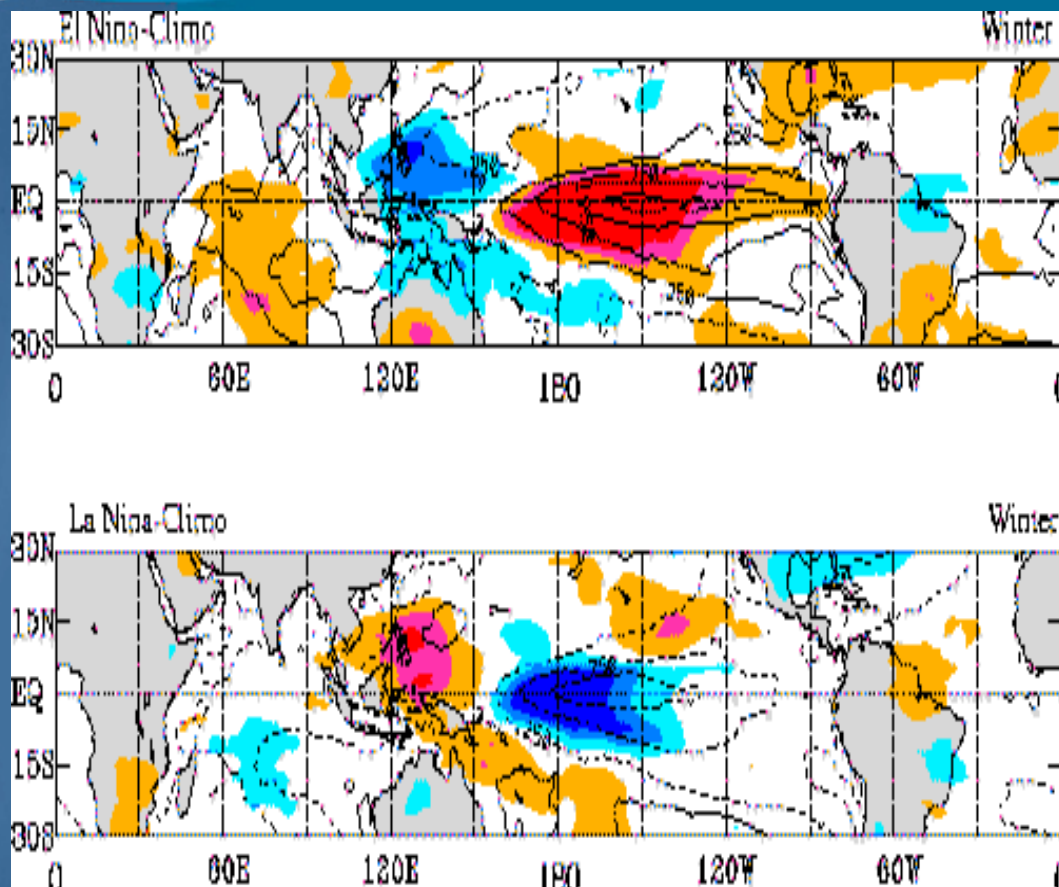 El Nino-Climo Winter
30N
15N
EQ
15S
30S
0 60E 120E 180 120W 60W
La Nina-Climo Winter
30N
15N
EQ
15S
30S
0 60E 120E 180 120W 60W